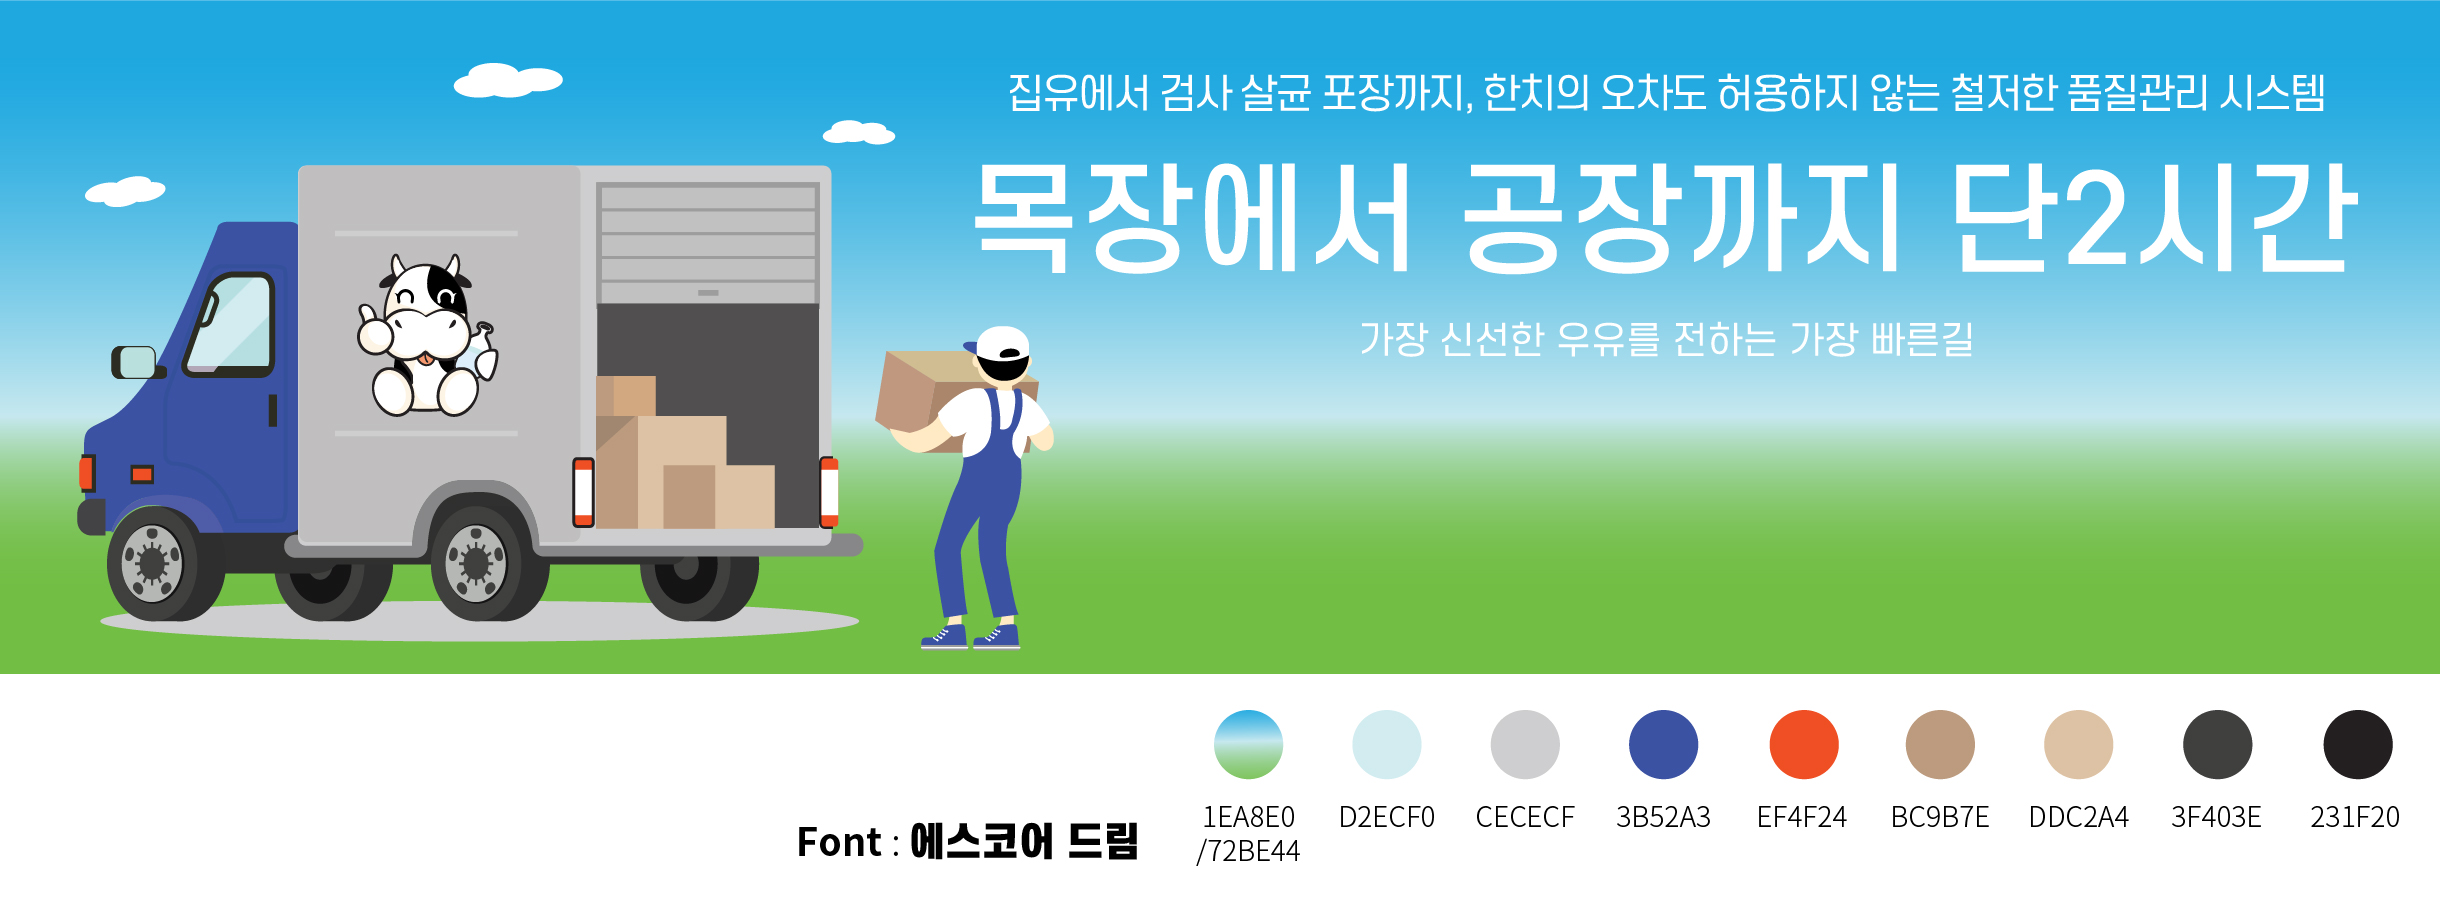 집유에서 검사 살균 포장까지, 한치의 오차도 허용하지 않는 철저한 품질관리 시스템
목장에서 공장까지 단2시간
가장 신선한 우유를 전하는 가장 빠른길
Font : 에스코어 드림
1EA8E0
/72BE44
D2ECF0
CECECF
3B52A3
EF4F24
BC9B7E
DDC2A4
3F403E
231F20